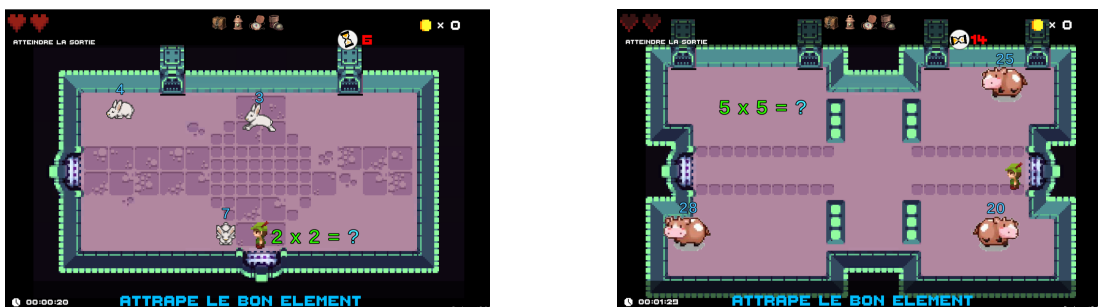 6
× 0
ATTEINDRE LA SORTIE
4
3
7
2 x 2 = ?
00:00:20
ATTRAPE LE BON ELEMENT
14
× 0
ATTEINDRE LA SORTIE
25
5 x 5 = ?
28
20
00:01:29
ATTRAPE LE BON ELEMENT